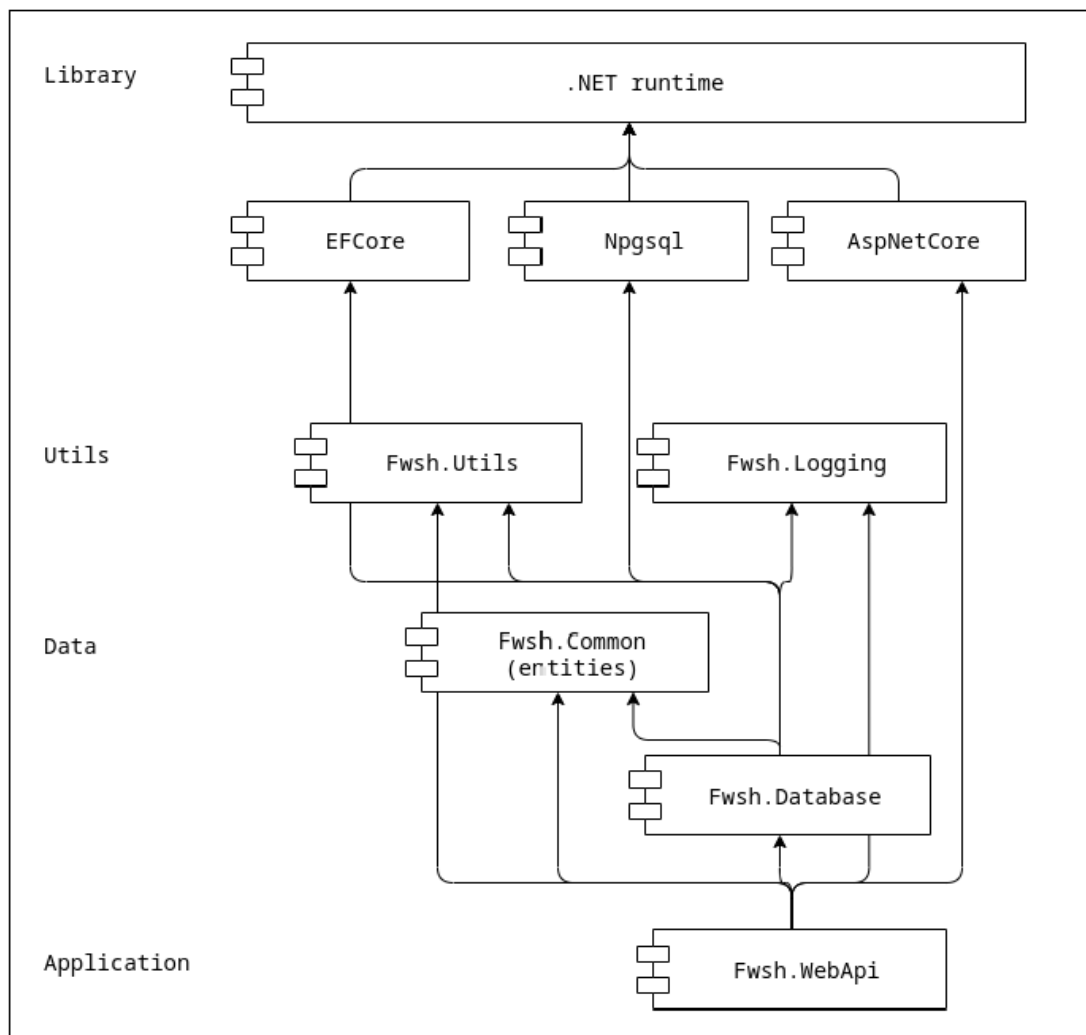 Library
.NET runtime
EFCore
Npgsql
AspNetCore
Utils
Fwsh.Utils
Fwsh.Logging
Data
Fwsh.Common
(entities)
Fwsh.Database
Application
Fwsh.WebApi